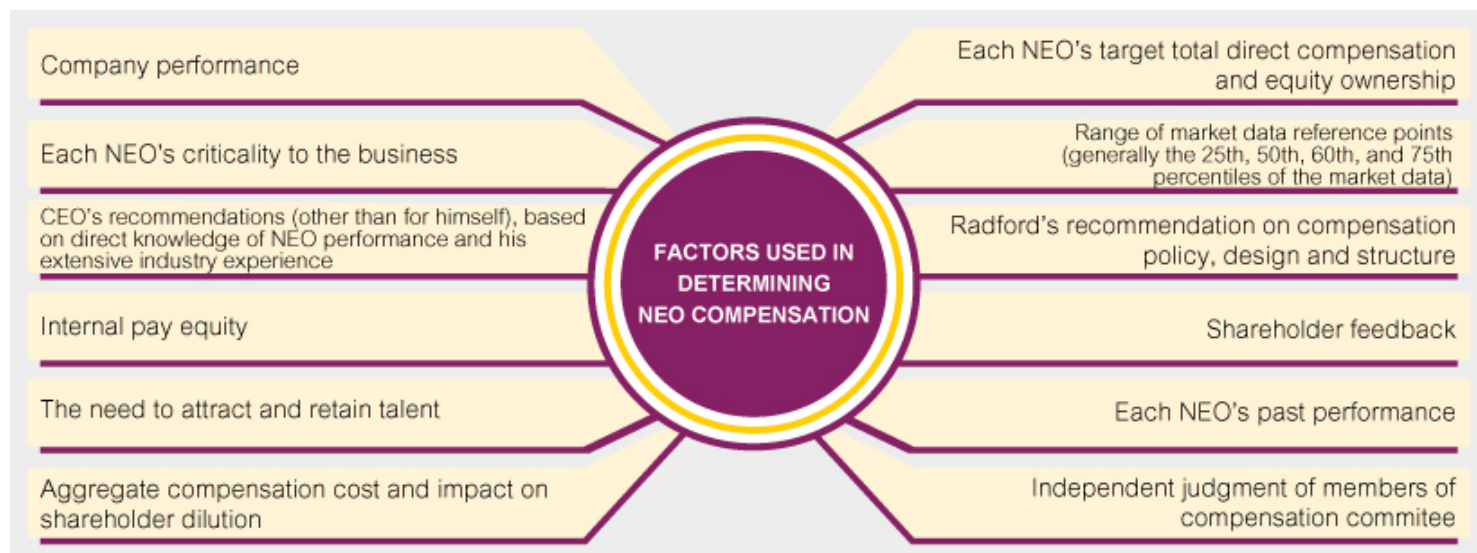 Company performance
Each NEO's criticality to the business
CEO's recommendations (other than for himself), based
on direct knowledge of NEO performance and his
extensive industry experience
Internal pay equity
The need to attract and retain talent
Aggregate compensation cost and impact on
shareholder dilution
FACTORS USED IN
DETERMINING
NEO COMPENSATION
Each NEO's target total direct compensation
and equity ownership
Range of market data reference points
(generally the 25th, 50th, 60th, and 75th
percentiles of the market data)
Radford's recommendation on compensation
policy, design and structure
Shareholder feedback
Each NEO's past performance
Independent judgment of members of
compensation commitee